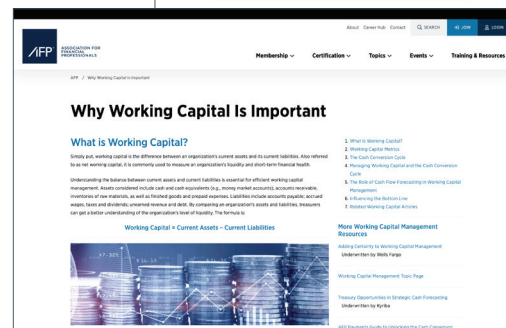 About Career Hub Contact SEARCH JOIN LOGIN
AFP ASSOCIATION FOR
FINANCIAL
PROFESSIONALS
Membership Certification Topics Events Training & Resources
AFP / Why Working Capital is Important
Why Working Capital Is Important
What is Working Capital?
Simply put, working capital is the difference between an organization's current assets and its current liabilities. Also referred
to as net working capital, it is commonly used to measure an organization's liquidity and short-term financial health.
Understanding the balance between current assets and current liabilities is essential for efficient working capital
management. Assets considered include cash and cash equivalents (e.g., money market accounts), accounts receivable,
inventories of raw materials, as well as finished goods and prepaid expenses. Liabilities include accounts payable; accrued
wages, taxes and dividends; unearned revenue and debt. By comparing an organization's assets and liabilities, treasurers
can get a better understanding of the organization's level of liquidity. The formula is:
Working Capital = Current Assets – Current Liabilities
1. What is Working Capital?
2. Working Capital Metrics
3. The Cash Conversion Cycle
4. Managing Working Capital and the Cash Conversion
Cycle
5. The Role of Cash Flow Forecasting in Working Capital
Management
6. Influencing the Bottom Line
7. Related Working Capital Articles
More Working Capital Management
Resources
Adding Certainty to Working Capital Management
Underwritten by Wells Fargo
Working Capital Management Topic Page
Treasury Opportunities in Strategic Cash Forecasting
Underwritten by Kyriba